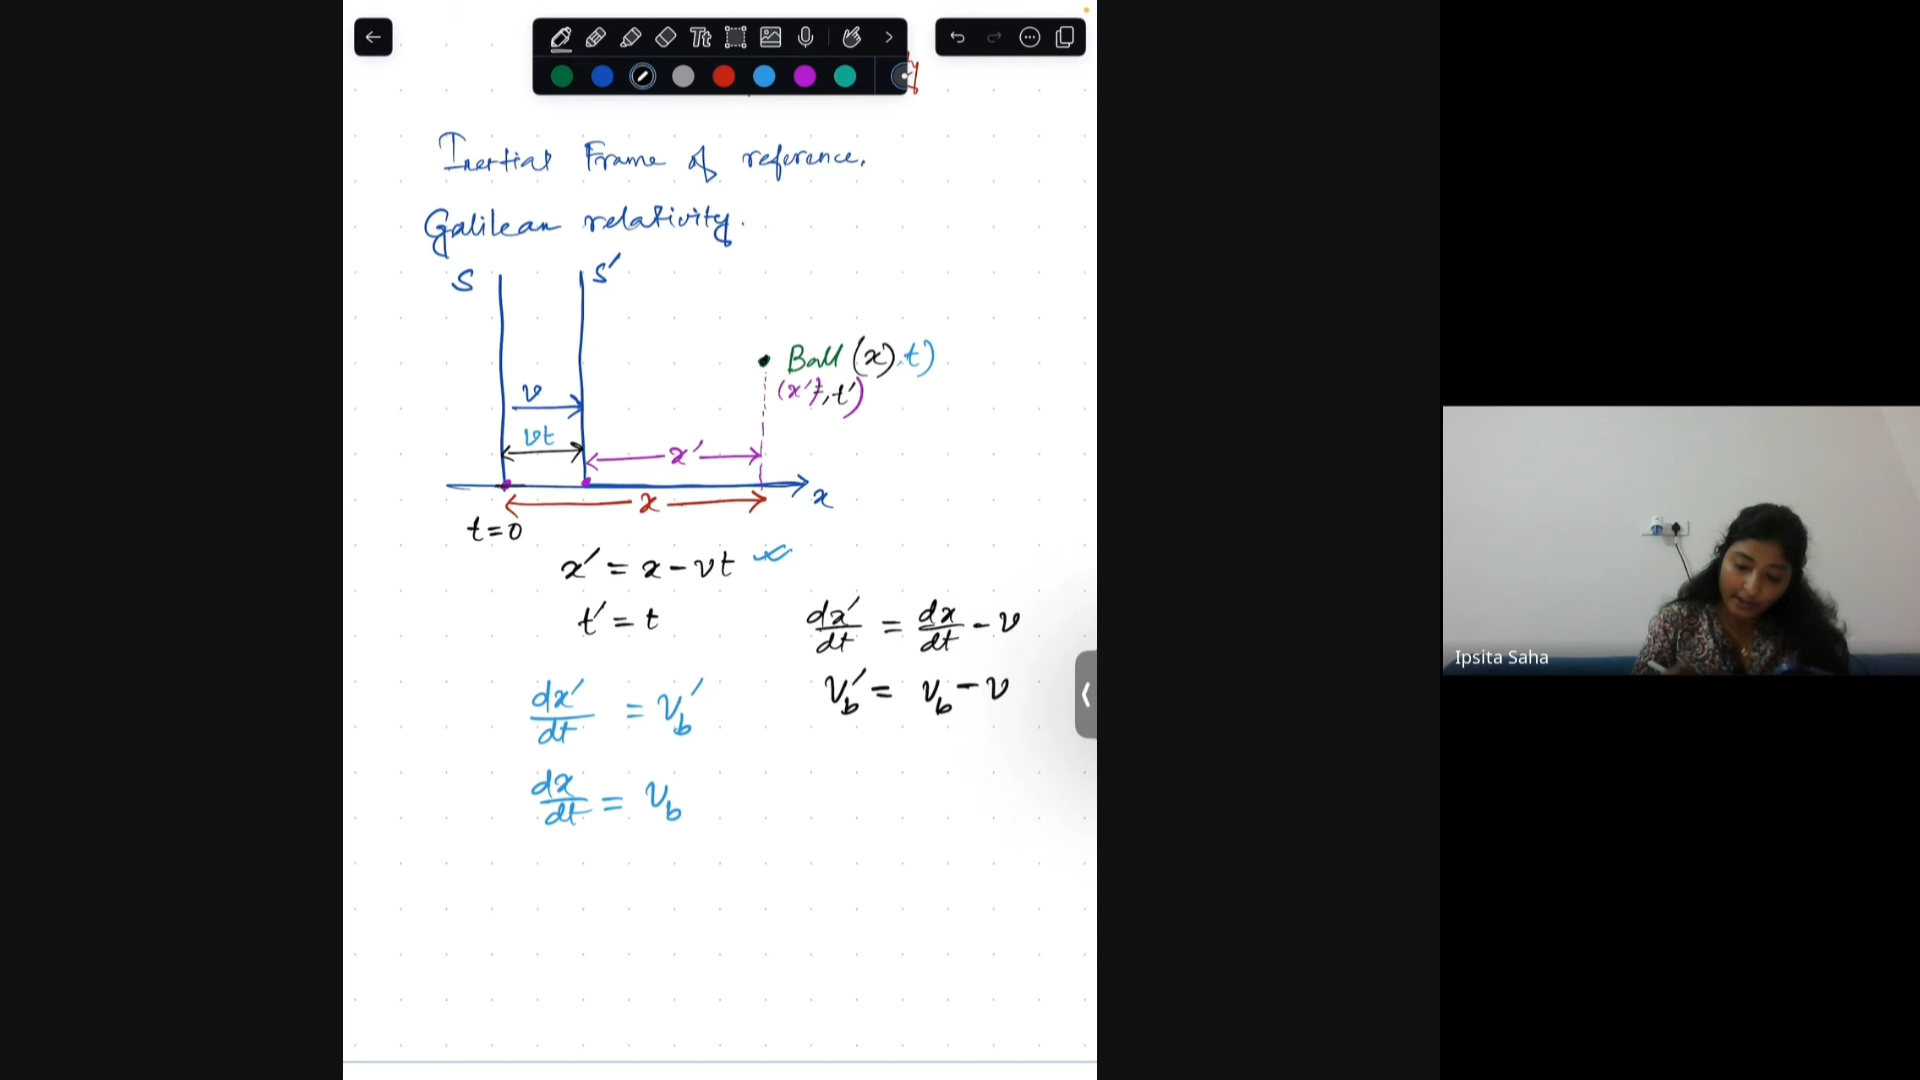 Tt
Inertial Frame of reference.
Galilean relativity.
S S′
Ball (x, t)
(x′, t′)
v
vt
x′
x
x
t=0
x′ = x - vt
t′ = t
dx′/dt = dx/dt - v
v_b′ = v_b - v
dx′/dt = v_b′
dx/dt = v_b
Ipsita Saha